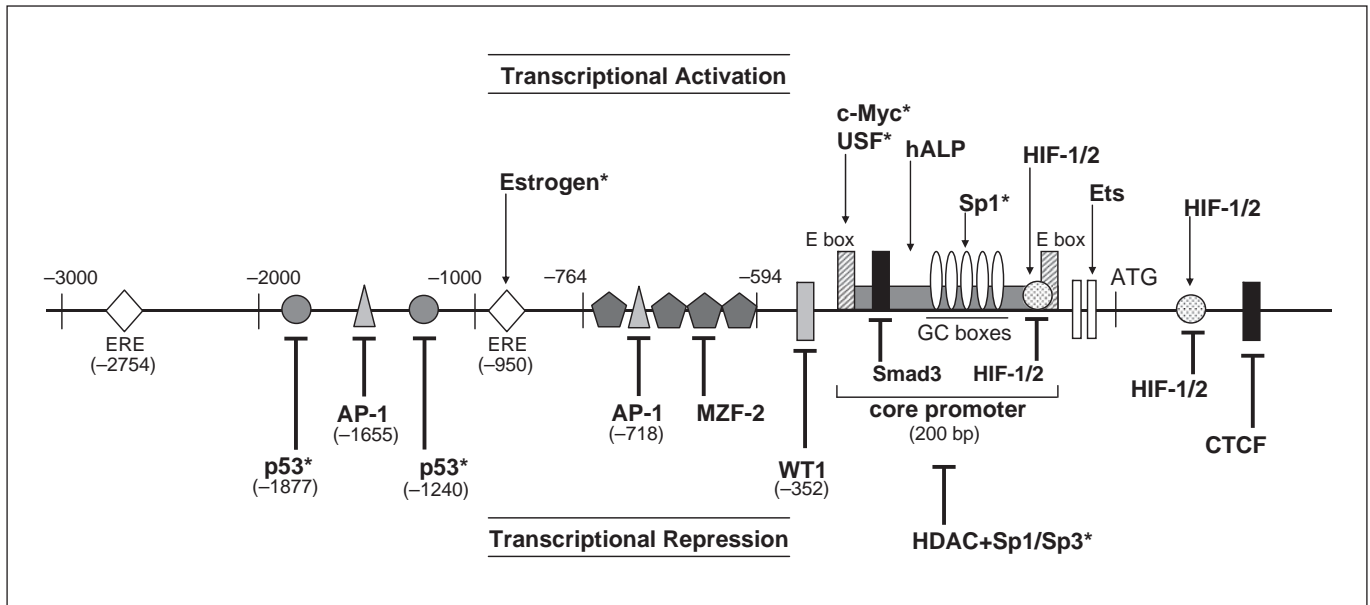 Transcriptional Activation
c-Myc*
USF*
hALP
HIF-1/2
Estrogen*
Sp1*
Ets
HIF-1/2
E box
E box
–3000
–2000
–1000
–764
–594
ATG
ERE
(–2754)
ERE
(–950)
GC boxes
Smad3
HIF-1/2
HIF-1/2
AP-1
(–1655)
AP-1
(–718)
MZF-2
core promoter
(200 bp)
CTCF
p53*
(–1877)
p53*
(–1240)
WT1
(–352)
Transcriptional Repression
HDAC+Sp1/Sp3*